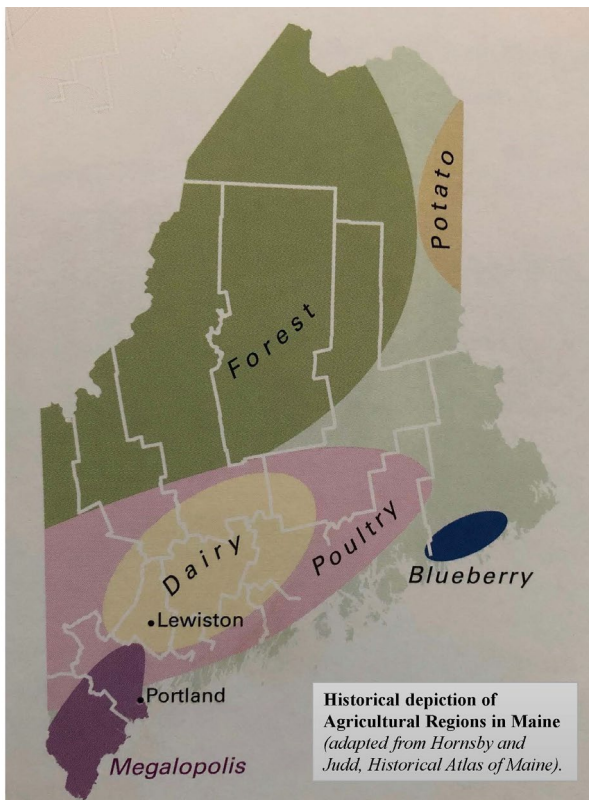 Potato
Forest
Poultry
Dairy
Blueberry
Lewiston
Portland
Megalopolis
Historical depiction of
Agricultural Regions in Maine
(adapted from Hornsby and
Judd, Historical Atlas of Maine).